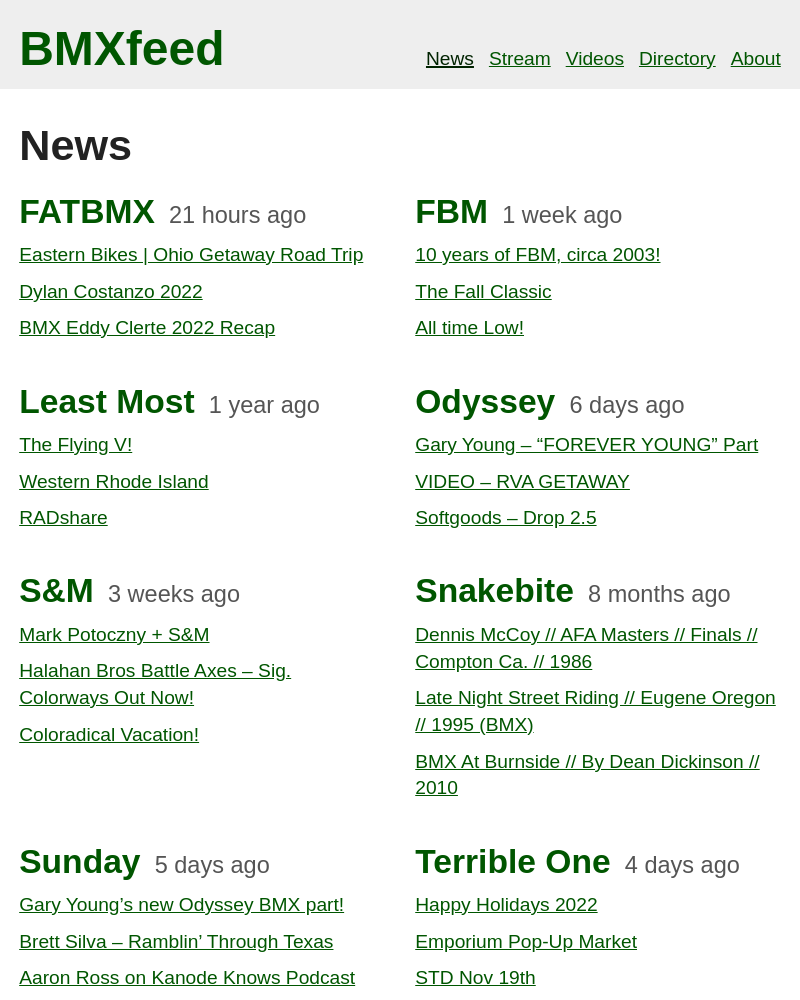 BMXfeed
News Stream Videos Directory About
News
FATBMX 21 hours ago
Eastern Bikes | Ohio Getaway Road Trip
Dylan Costanzo 2022
BMX Eddy Clerte 2022 Recap
FBM 1 week ago
10 years of FBM, circa 2003!
The Fall Classic
All time Low!
Least Most 1 year ago
The Flying V!
Western Rhode Island
RADshare
Odyssey 6 days ago
Gary Young – “FOREVER YOUNG” Part
VIDEO – RVA GETAWAY
Softgoods – Drop 2.5
S&M 3 weeks ago
Mark Potoczny + S&M
Halahan Bros Battle Axes – Sig.
Colorways Out Now!
Coloradical Vacation!
Snakebite 8 months ago
Dennis McCoy // AFA Masters // Finals //
Compton Ca. // 1986
Late Night Street Riding // Eugene Oregon
// 1995 (BMX)
BMX At Burnside // By Dean Dickinson //
2010
Sunday 5 days ago
Gary Young’s new Odyssey BMX part!
Brett Silva – Ramblin’ Through Texas
Aaron Ross on Kanode Knows Podcast
Terrible One 4 days ago
Happy Holidays 2022
Emporium Pop-Up Market
STD Nov 19th